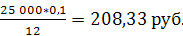 25 000*0,1
12
= 208,33 руб.